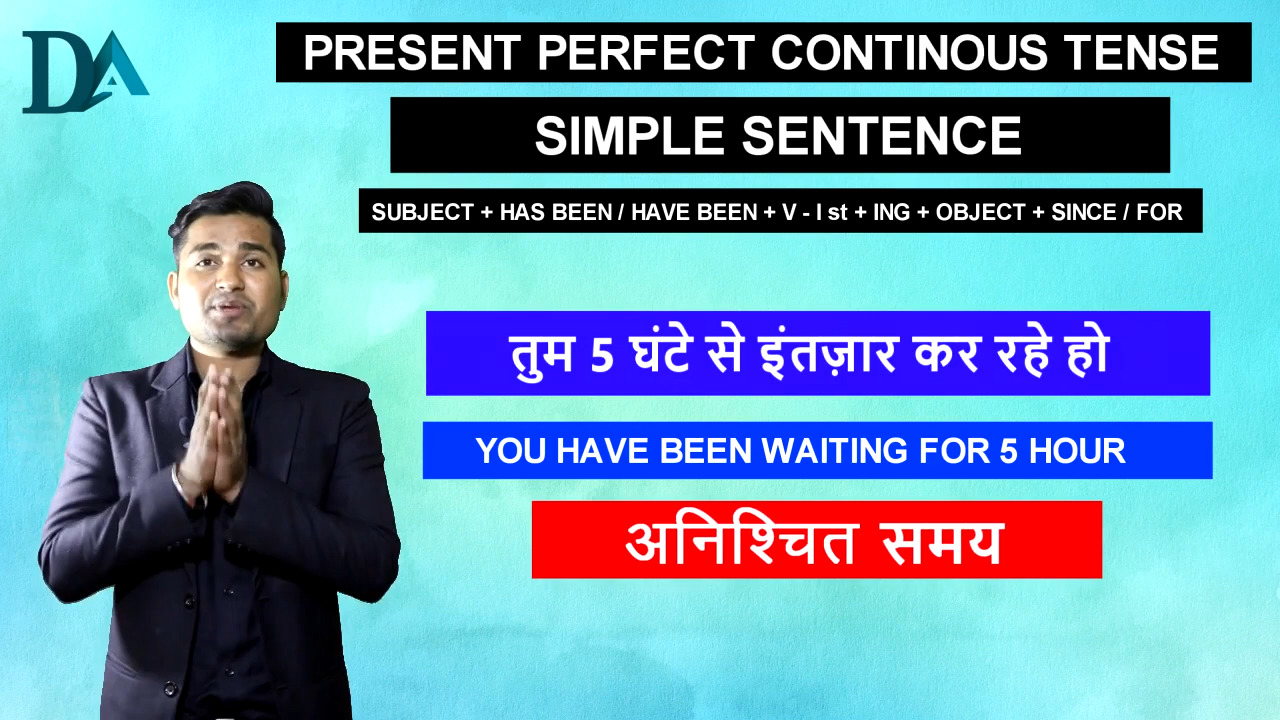 DA
PRESENT PERFECT CONTINOUS TENSE
SIMPLE SENTENCE
SUBJECT + HAS BEEN / HAVE BEEN + V - I st + ING + OBJECT + SINCE / FOR
तुम 5 घंटे से इंतज़ार कर रहे हो
YOU HAVE BEEN WAITING FOR 5 HOUR
अनिश्चित समय